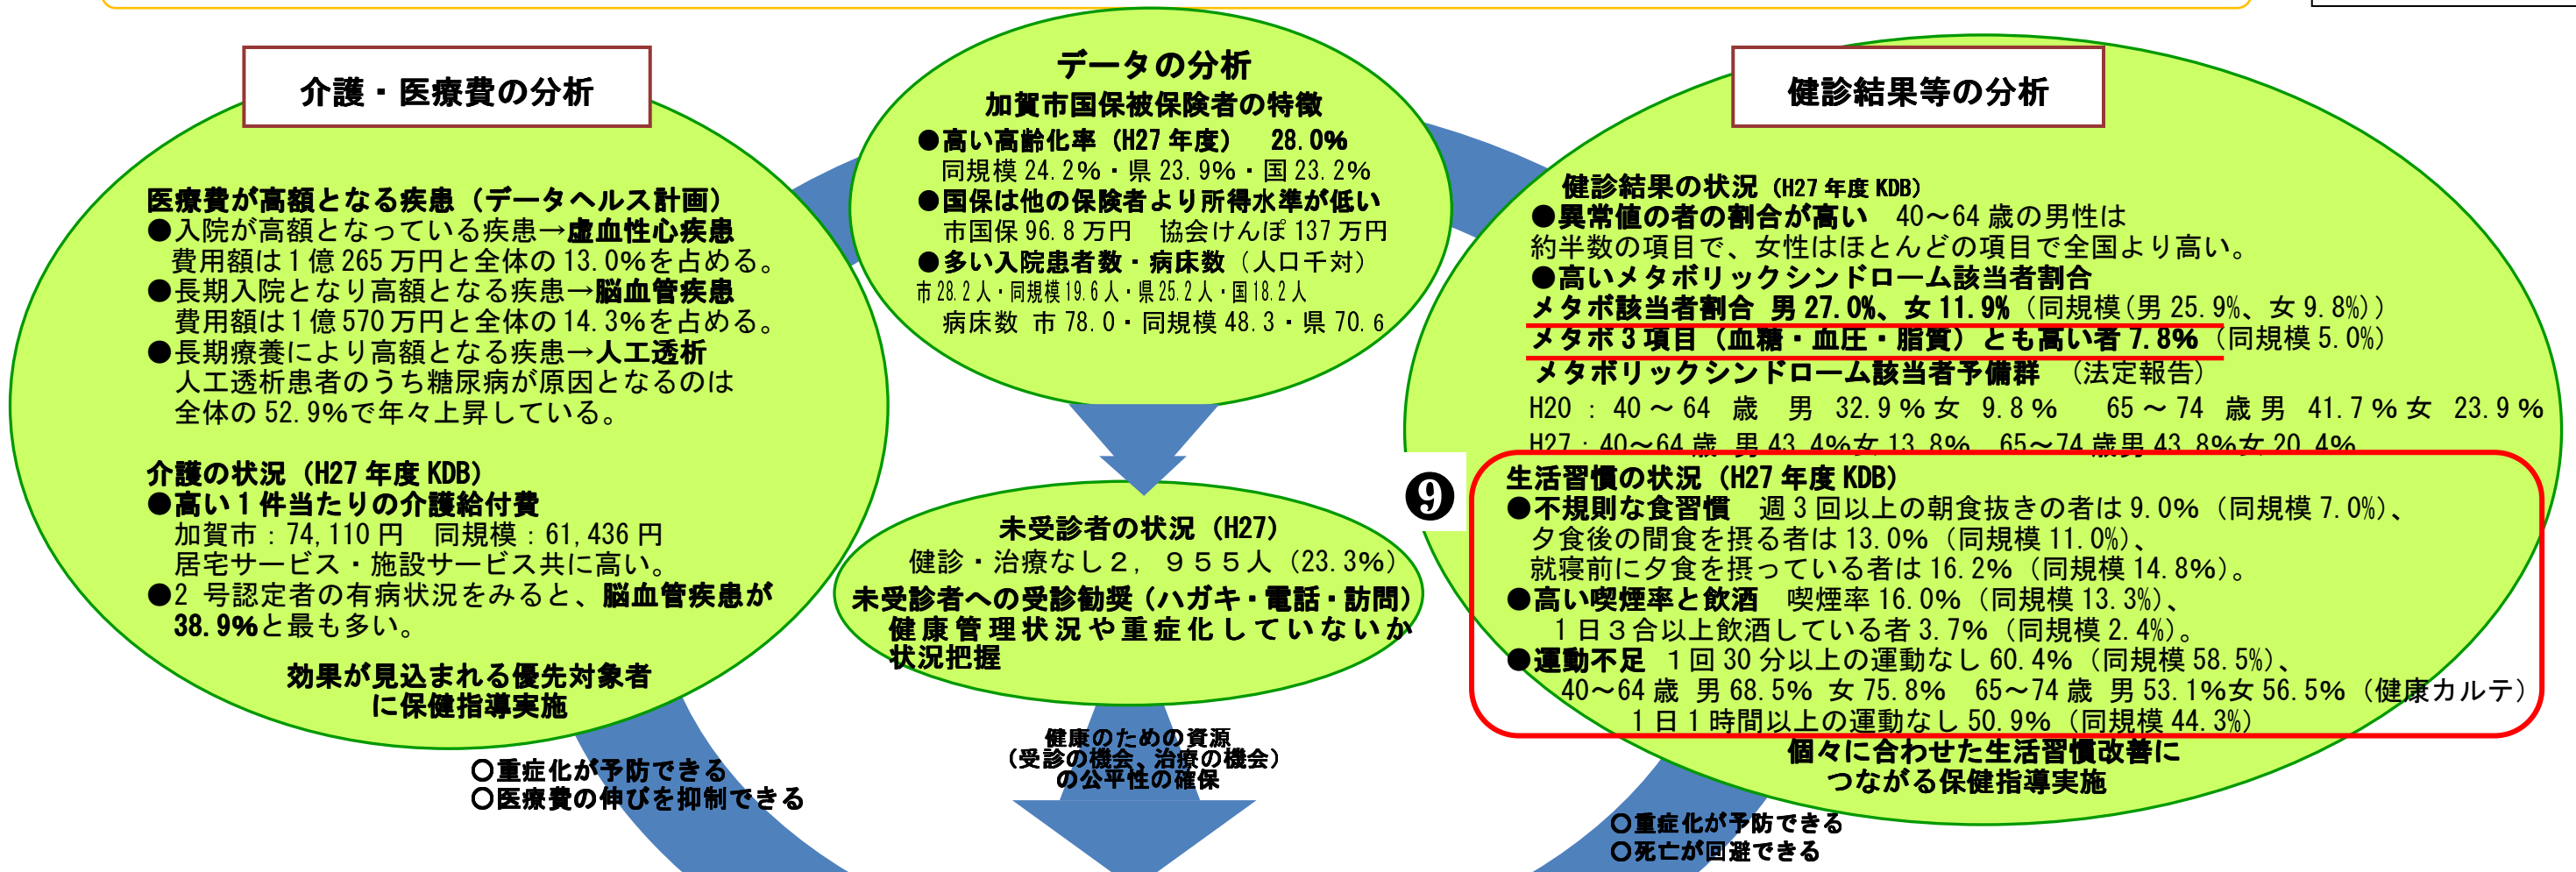 介護・医療費の分析
医療費が高額となる疾患（データヘルス計画）
●入院が高額となっている疾患→虚血性心疾患
費用額は1億265万円と全体の13.0%を占める。
●長期入院となり高額となる疾患→脳血管疾患
費用額は1億570万円と全体の14.3%を占める。
●長期療養により高額となる疾患→人工透析
人工透析患者のうち糖尿病が原因となるのは
全体の52.9%で年々上昇している。
介護の状況（H27年度KDB）
●高い1件当たりの介護給付費
加賀市：74,110円　同規模：61,436円
居宅サービス・施設サービス共に高い。
●2 号認定者の有病状況をみると、脳血管疾患が
38.9%と最も多い。
効果が見込まれる優先対象者
に保健指導実施
○重症化が予防できる
○医療費の伸びを抑制できる
データの分析
加賀市国保被保険者の特徴
●高い高齢化率（H27年度）　28.0%
同規模24.2%・県23.9%・国23.2%
●国保は他の保険者より所得水準が低い
市国保96.8万円　協会けんぽ137万円
●多い入院患者数・病床数（人口千対）
市28.2人・同規模19.6人・県25.2人・国18.2人
病床数 市78.0・同規模48.3・県70.6
未受診者の状況（H27）
健診・治療なし２，９５５人（23.3%）
未受診者への受診勧奨（ハガキ・電話・訪問）
健康管理状況や重症化していないか
状況把握
健康のための資源
（受診の機会、治療の機会）
の公平性の確保
健診結果等の分析
健診結果の状況（H27年度KDB）
●異常値の者の割合が高い　40～64歳の男性は
約半数の項目で、女性はほとんどの項目で全国より高い。
●高いメタボリックシンドローム該当者割合
メタボ該当者割合 男27.0%、女11.9%（同規模(男25.9%、女9.8%)）
メタボ3項目（血糖・血圧・脂質）とも高い者7.8%（同規模5.0%）
メタボリックシンドローム該当者予備群　（法定報告）
H20 : 40 ～ 64 歳　男 32.9 % 女 9.8 %　65 ～ 74 歳 男 41.7 % 女 23.9 %
H27：40～64歳 男43.4%女13.8%　65～74歳男43.8%女20.4%
❾
生活習慣の状況（H27年度KDB）
●不規則な食習慣　週3回以上の朝食抜きの者は9.0%（同規模7.0%）、
夕食後の間食を摂る者は13.0%（同規模11.0%）、
就寝前に夕食を摂っている者は16.2%（同規模14.8%）。
●高い喫煙率と飲酒　喫煙率16.0%（同規模13.3%）、
１日３合以上飲酒している者3.7%（同規模2.4%）。
●運動不足 １回30分以上の運動なし60.4%（同規模58.5%）、
40～64歳 男68.5% 女75.8%　65～74歳 男53.1%女56.5%（健康カルテ）
１日１時間以上の運動なし50.9%（同規模44.3%）
個々に合わせた生活習慣改善に
つながる保健指導実施
○重症化が予防できる
○死亡が回避できる